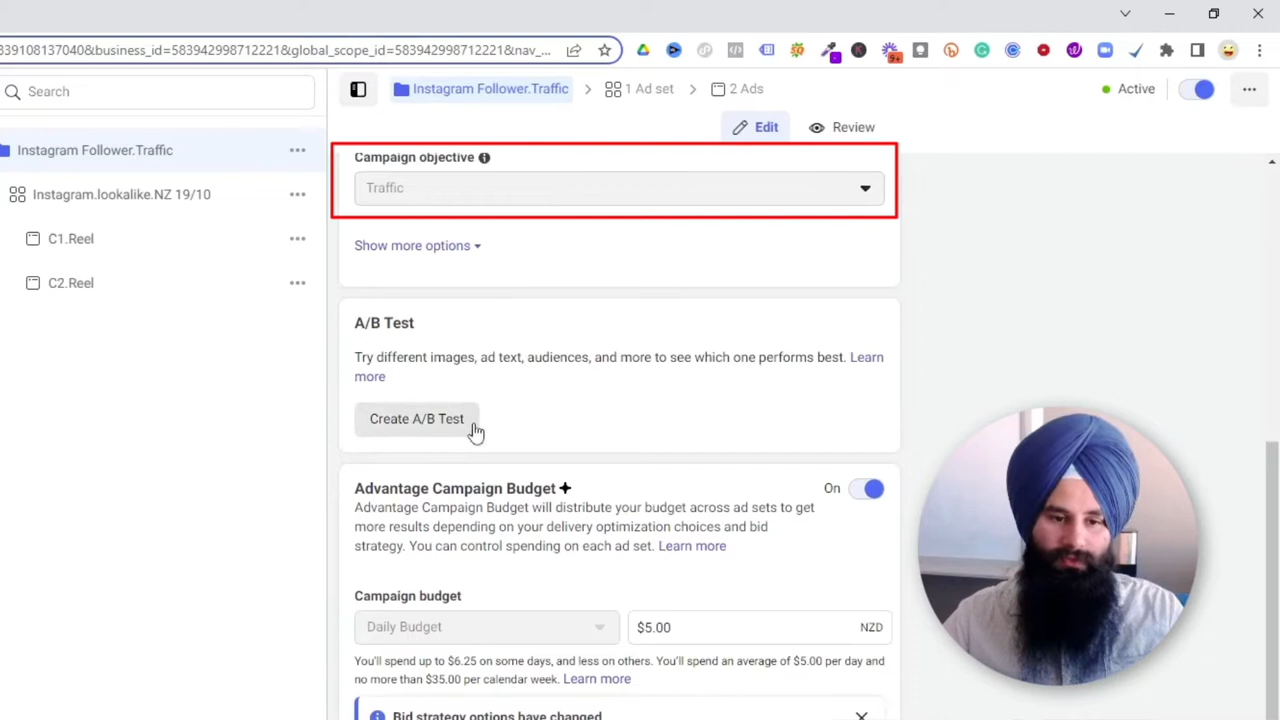 839108137040&business_id=583942998712221&global_scope_id=583942998712221&nav_...
9+
Search
Instagram Follower.Traffic
1 Ad set
2 Ads
Active
Edit
Review
Instagram Follower.Traffic
Instagram.lookalike.NZ 19/10
C1.Reel
C2.Reel
Campaign objective
Traffic
Show more options
A/B Test
Try different images, ad text, audiences, and more to see which one performs best. Learn
more
Create A/B Test
Advantage Campaign Budget
On
Advantage Campaign Budget will distribute your budget across ad sets to get
more results depending on your delivery optimization choices and bid
strategy. You can control spending on each ad set. Learn more
Campaign budget
Daily Budget
$5.00
NZD
You'll spend up to $6.25 on some days, and less on others. You'll spend an average of $5.00 per day and
no more than $35.00 per calendar week. Learn more
Bid strategy options have changed